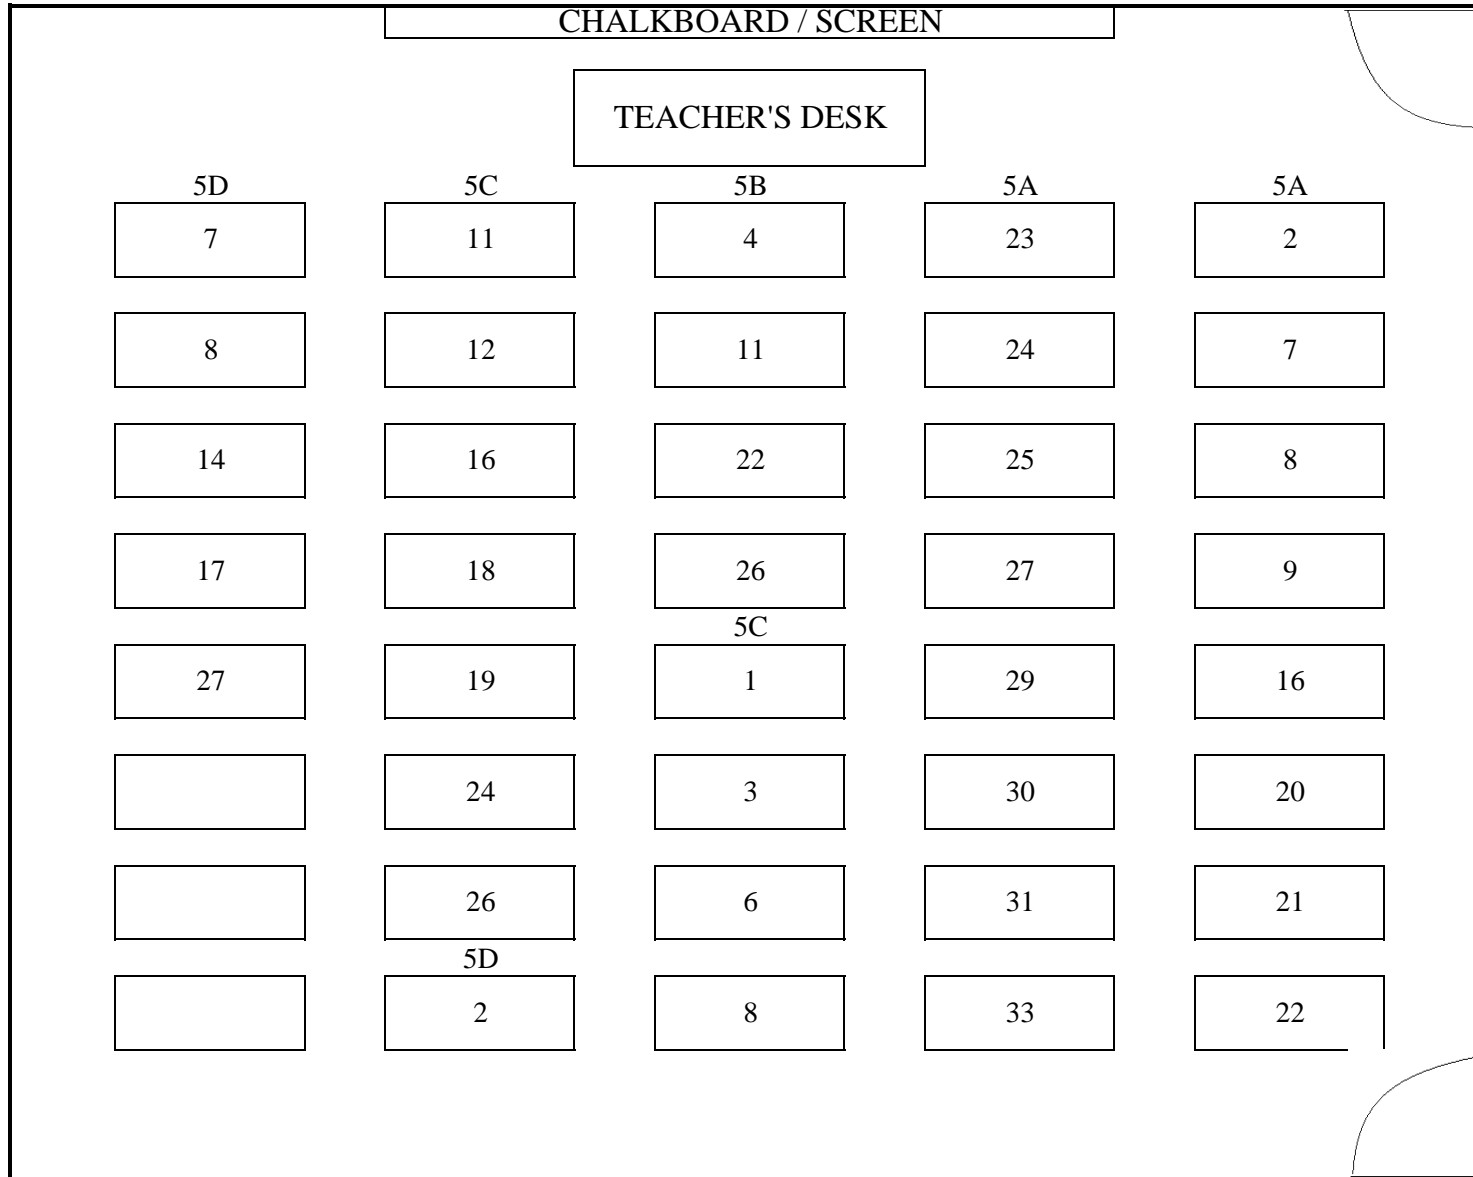 CHALKBOARD / SCREEN
TEACHER'S DESK
5D 5C 5B 5A 5A
7 11 4 23 2
8 12 11 24 7
14 16 22 25 8
17 18 26 27 9
5C
27 19 1 29 16
24 3 30 20
26 6 31 21
5D
2 8 33 22